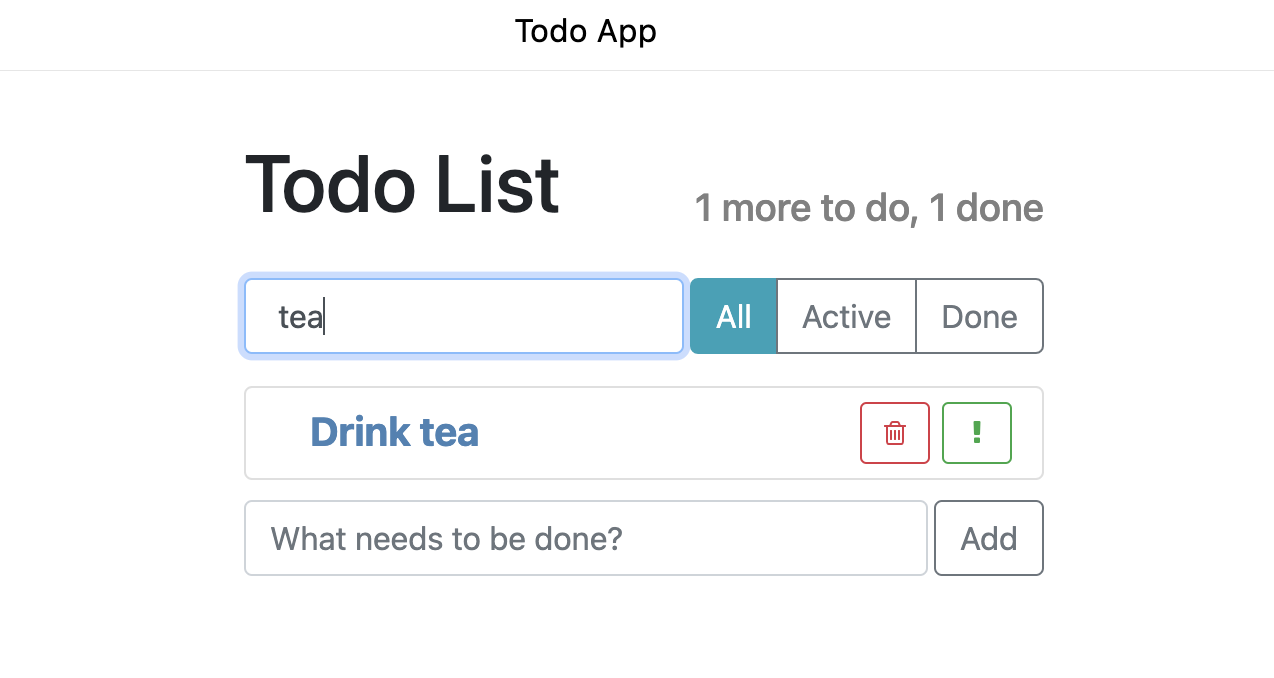 Todo App
Todo List
1 more to do, 1 done
tea
All Active Done
Drink tea
!
What needs to be done? Add